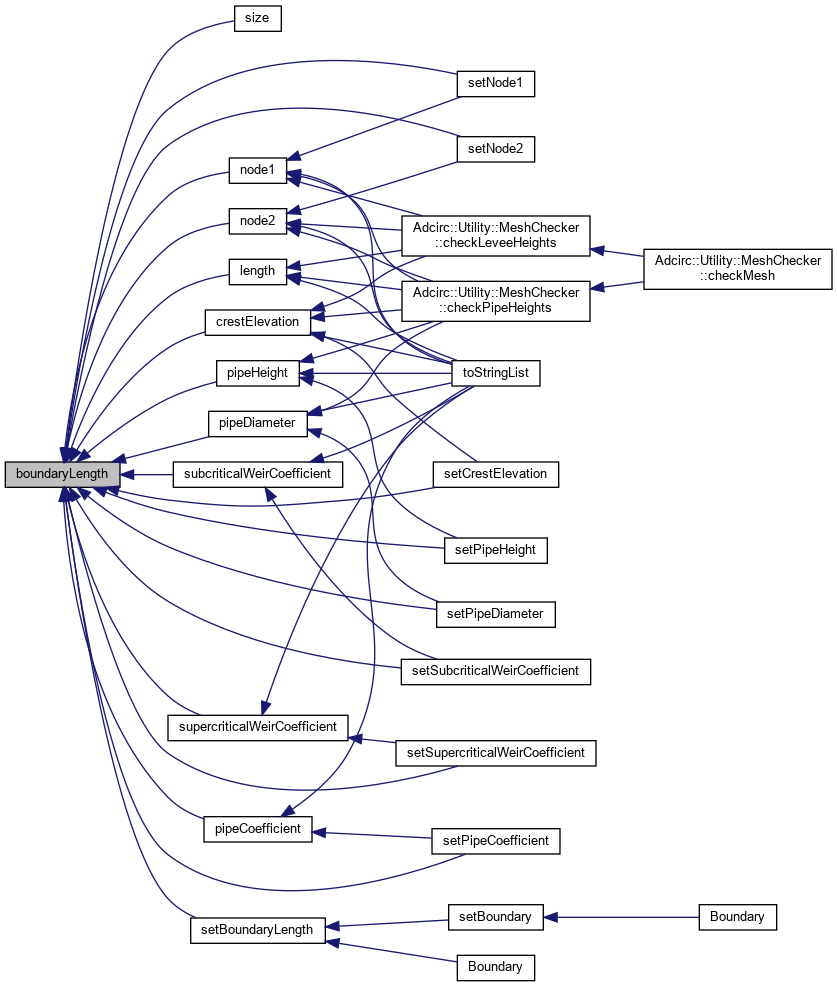 size
setNode1
setNode2
node1
node2
Adcirc::Utility::MeshChecker
::checkLeveeHeights
Adcirc::Utility::MeshChecker
::checkMesh
length
Adcirc::Utility::MeshChecker
::checkPipeHeights
crestElevation
pipeHeight
toStringList
pipeDiameter
boundaryLength
subcriticalWeirCoefficient
setCrestElevation
setPipeHeight
setPipeDiameter
setSubcriticalWeirCoefficient
supercriticalWeirCoefficient
setSupercriticalWeirCoefficient
pipeCoefficient
setPipeCoefficient
setBoundaryLength
setBoundary
Boundary
Boundary